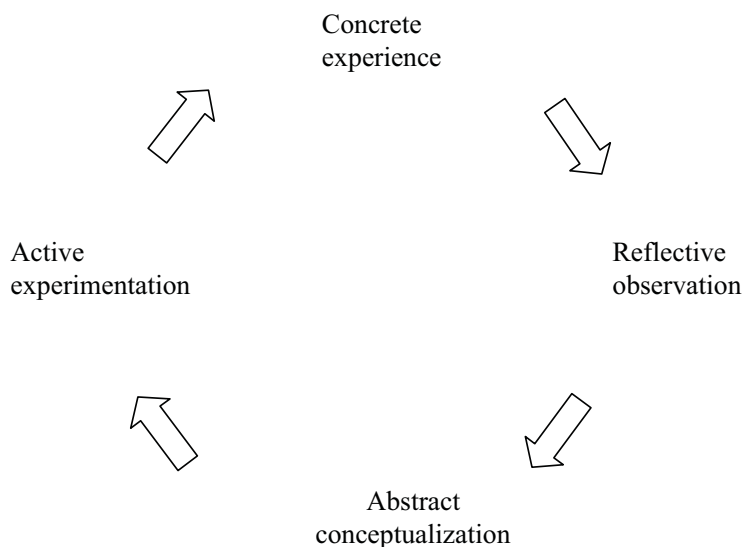 Concrete
experience
Active
experimentation
Reflective
observation
Abstract
conceptualization